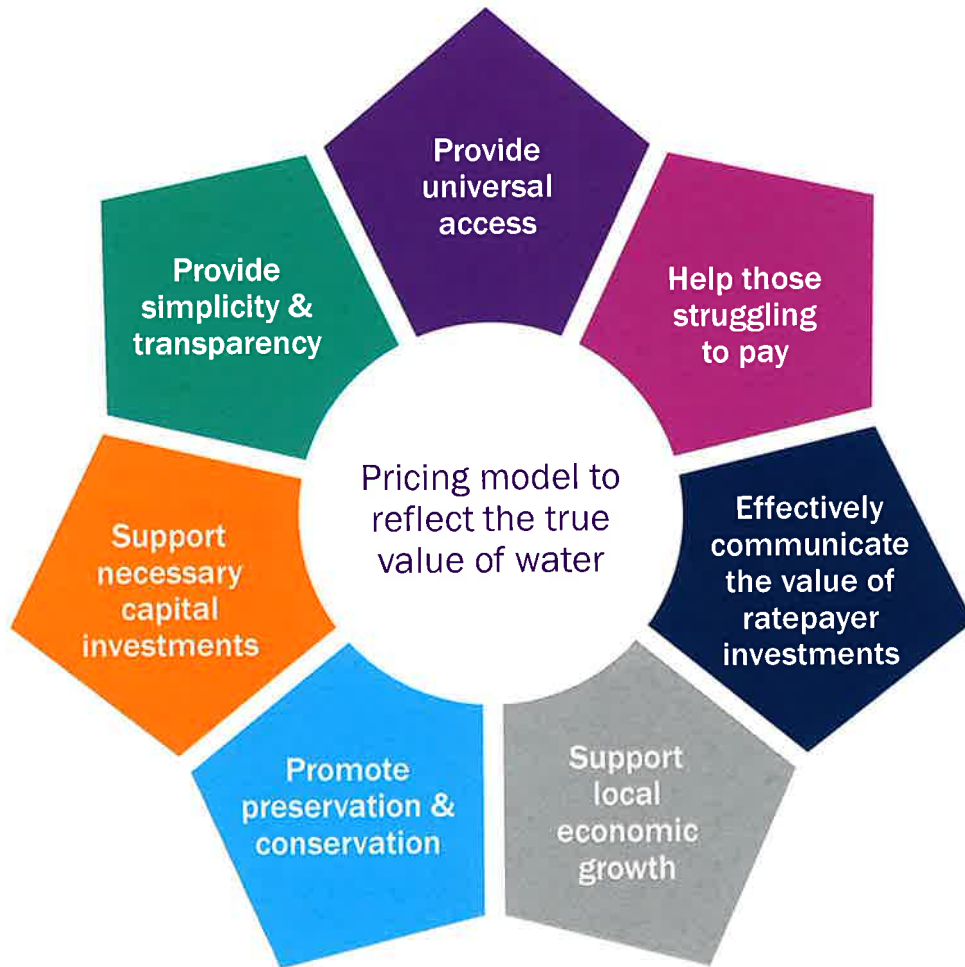 Provide
universal
access
Help those
struggling
to pay
Effectively
communicate
the value of
ratepayer
investments
Support
local
economic
growth
Promote
preservation &
conservation
Support
necessary
capital
investments
Provide
simplicity &
transparency
Pricing model to
reflect the true
value of water